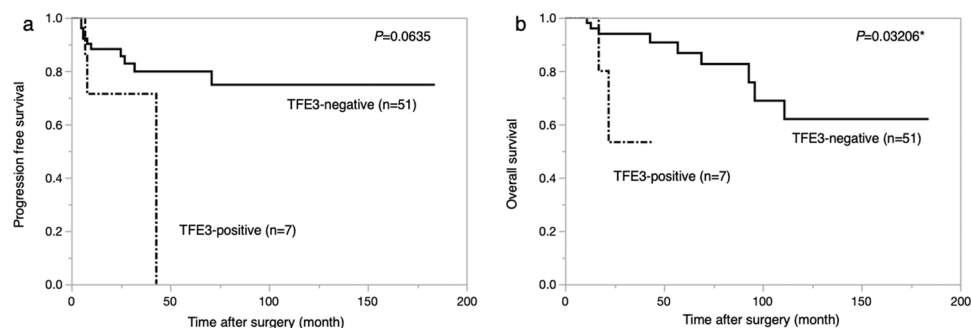 a
P=0.0635
1.0
0.8
0.6
0.4
0.2
0.0
Progression free survival
TFE3-negative (n=51)
TFE3-positive (n=7)
0
50
100
150
200
Time after surgery (month)
b
P=0.03206*
1.0
0.8
0.6
0.4
0.2
0.0
Overall survival
TFE3-negative (n=51)
TFE3-positive (n=7)
0
50
100
150
200
Time after surgery (month)